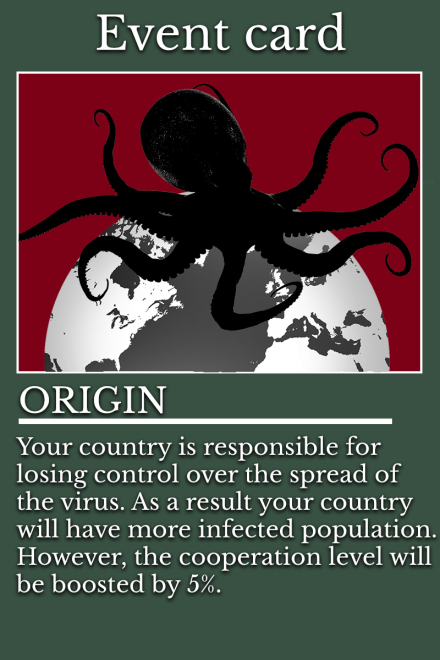 Event card
ORIGIN
Your country is responsible for
losing control over the spread of
the virus. As a result your country
will have more infected population.
However, the cooperation level will
be boosted by 5%.